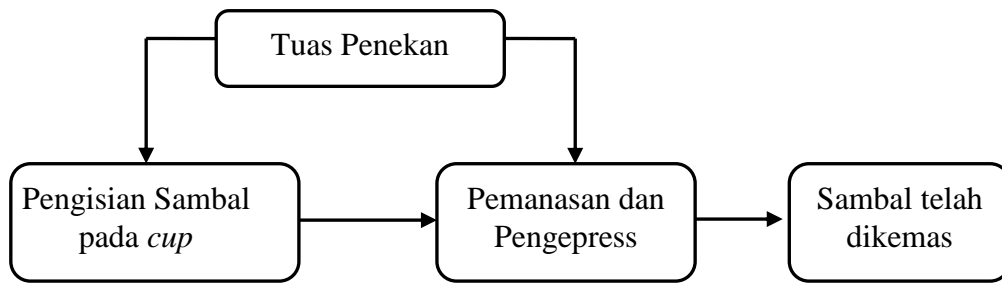 Tuas Penekan
Pengisian Sambal
pada cup
Pemanasan dan
Pengepress
Sambal telah
dikemas